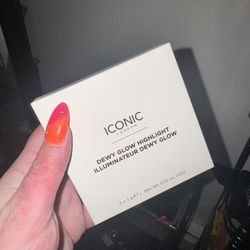 ICONIC
LONDON
DEWY GLOW HIGHLIGHT
ILLUMINATEUR DEWY GLOW